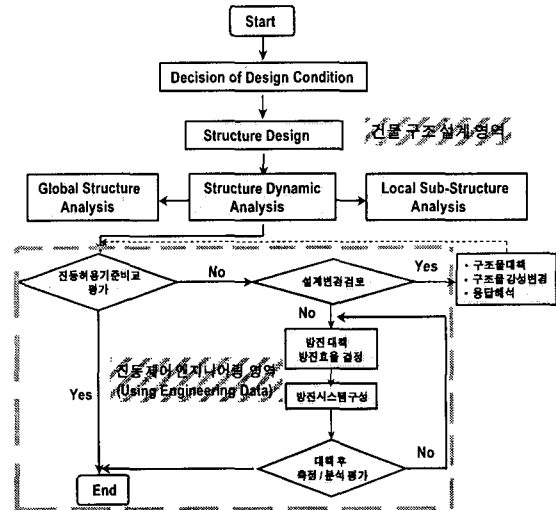 Start
Decision of Design Condition
Structure Design
건물 구조 설계 영역
Global Structure
Analysis
Structure Dynamic
Analysis
Local Sub-Structure
Analysis
진동허용기준비교
평가
No
설계변경검토
Yes
• 구조물대책
• 구조물 강성변경
• 응답해석
No
방진 대책
방진효율 결정
진동 제어 엔지니어링 영역
(Using Engineering Data)
Yes
방진시스템구성
No
대책 후
측정 / 분석 평가
End